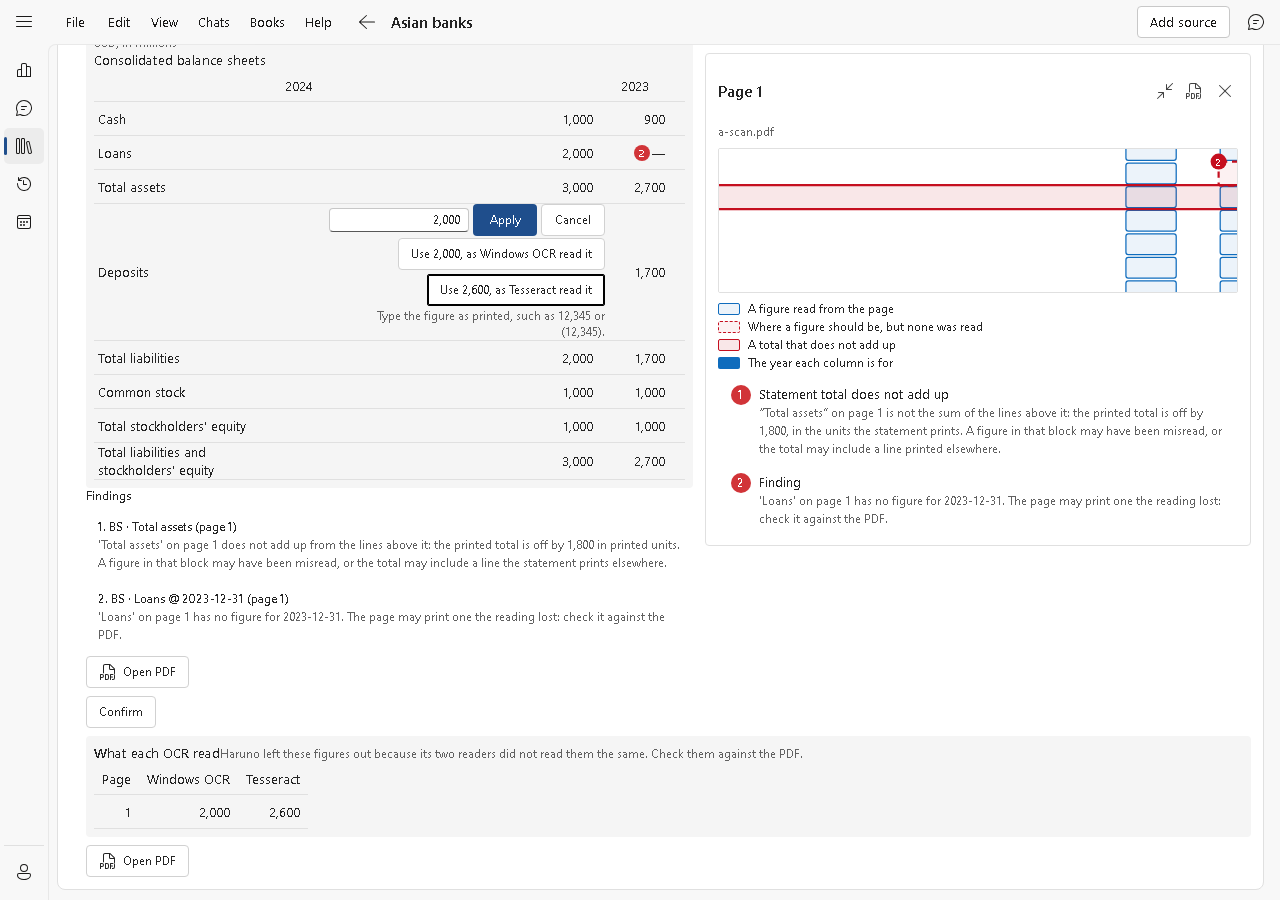 File Edit View Chats Books Help Asian banks Add source
USD, in millions
Consolidated balance sheets
2024 2023
Cash 1,000 900
Loans 2,000 2 —
Total assets 3,000 2,700
2,000 Apply Cancel
Use 2,000, as Windows OCR read it
Deposits 1,700
Use 2,600, as Tesseract read it
Type the figure as printed, such as 12,345 or
(12,345).
Total liabilities 2,000 1,700
Common stock 1,000 1,000
Total stockholders' equity 1,000 1,000
Total liabilities and
stockholders' equity 3,000 2,700
Findings
1. BS · Total assets (page 1)
'Total assets' on page 1 does not add up from the lines above it: the printed total is off by 1,800 in printed units.
A figure in that block may have been misread, or the total may include a line the statement prints elsewhere.
2. BS · Loans @ 2023-12-31 (page 1)
'Loans' on page 1 has no figure for 2023-12-31. The page may print one the reading lost: check it against the
PDF.
PDF Open PDF
Confirm
Page 1 PDF
a-scan.pdf
2
A figure read from the page
Where a figure should be, but none was read
A total that does not add up
The year each column is for
1 Statement total does not add up
“Total assets” on page 1 is not the sum of the lines above it: the printed total is off by
1,800, in the units the statement prints. A figure in that block may have been misread, or
the total may include a line printed elsewhere.
2 Finding
'Loans' on page 1 has no figure for 2023-12-31. The page may print one the reading lost:
check it against the PDF.
What each OCR read Haruno left these figures out because its two readers did not read them the same. Check them against the PDF.
Page Windows OCR Tesseract
1 2,000 2,600
PDF Open PDF